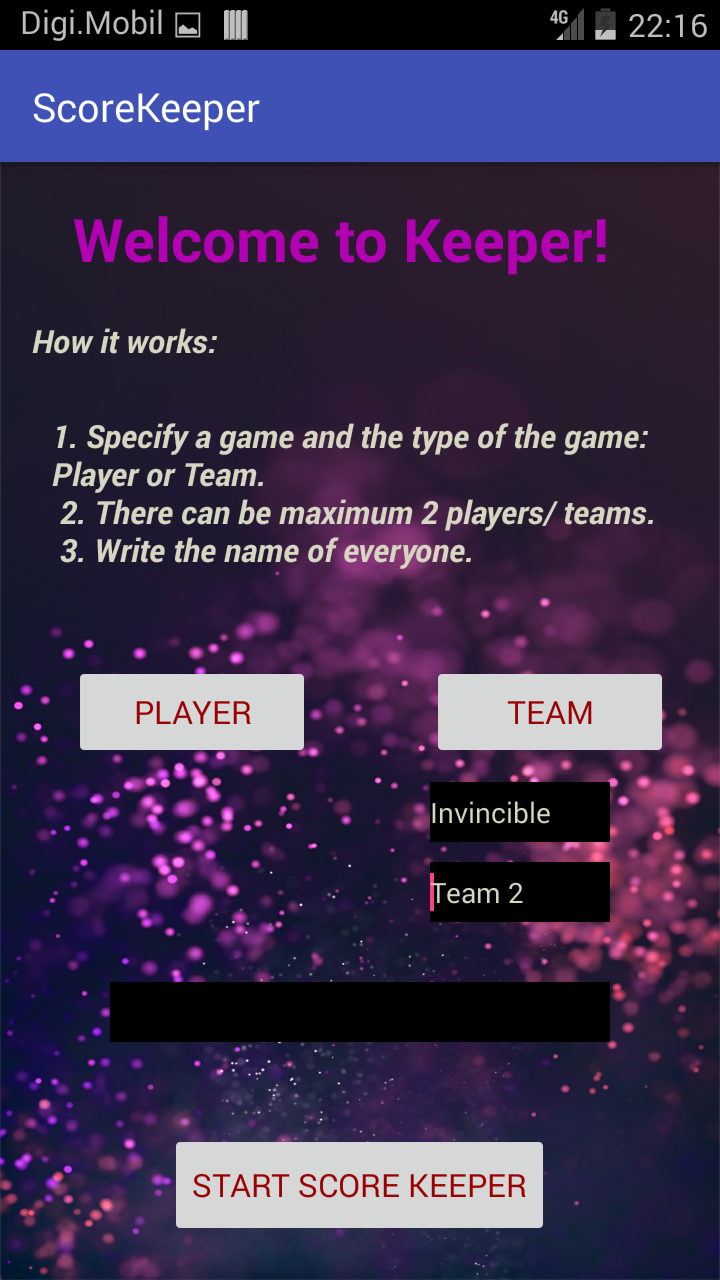 Digi.Mobil 4G 22:16
ScoreKeeper
Welcome to Keeper!
How it works:
1. Specify a game and the type of the game:
Player or Team.
2. There can be maximum 2 players/ teams.
3. Write the name of everyone.
PLAYER TEAM
Invincible
Team 2
START SCORE KEEPER